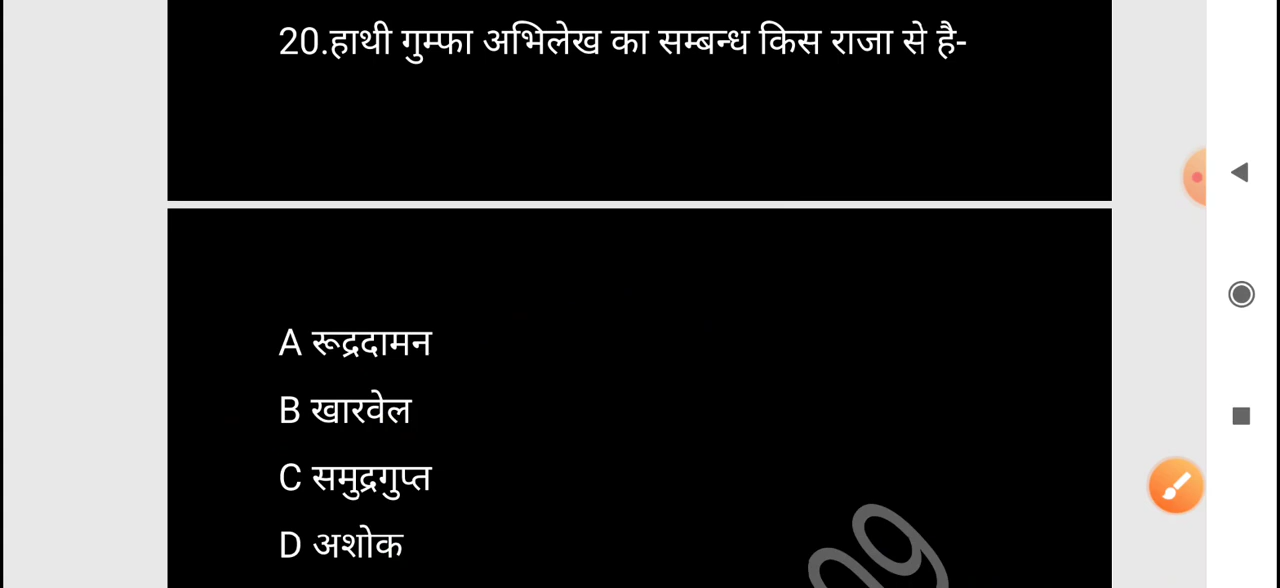 20.हाथी गुम्फा अभिलेख का सम्बन्ध किस राजा से है-
A रूद्रदामन
B खारवेल
C समुद्रगुप्त
D अशोक